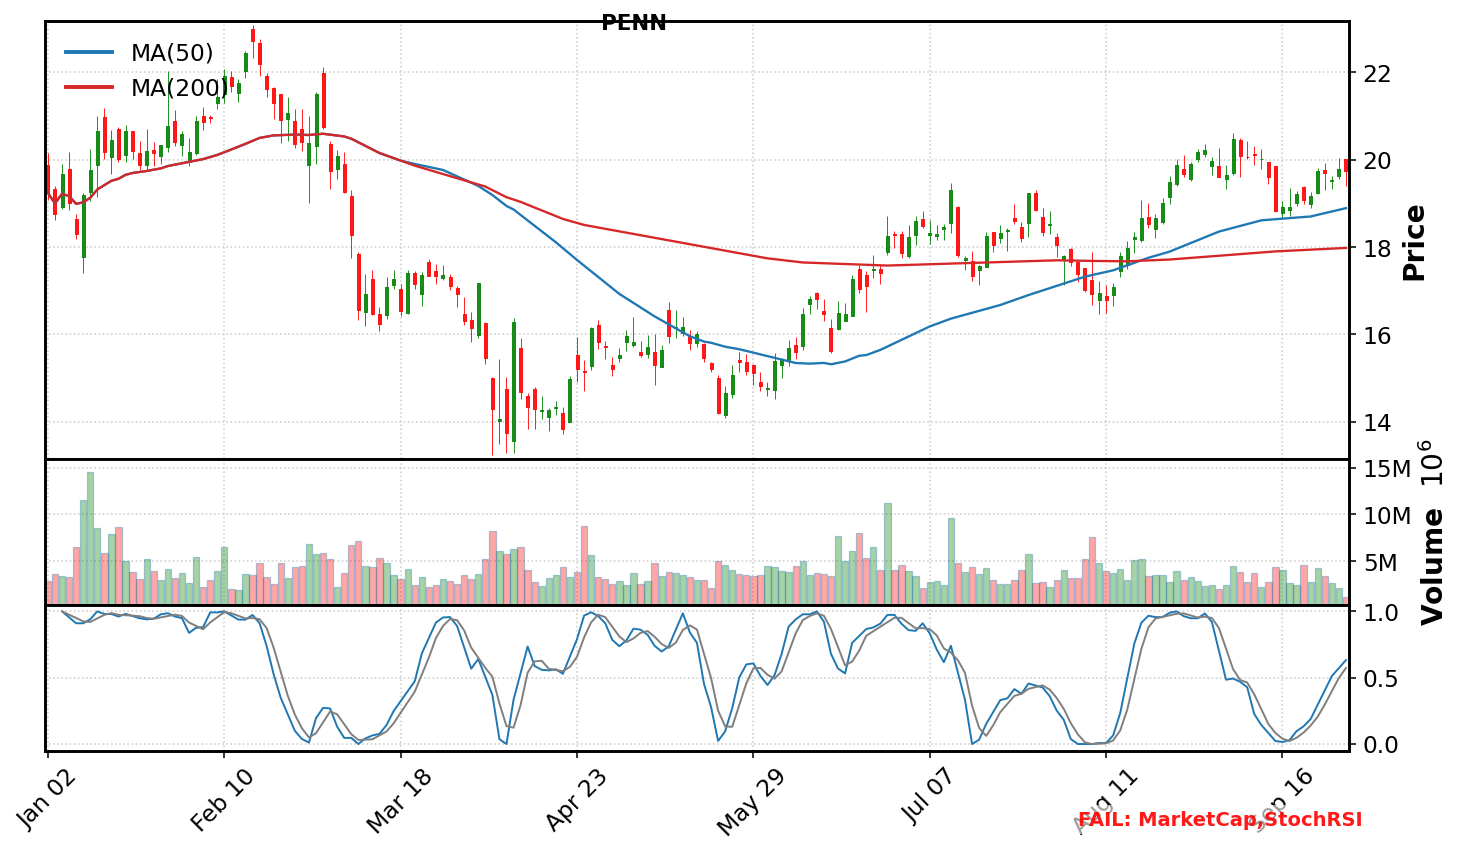 PENN
MA(50)
MA(200)
22
20
18
16
14
Price
15M
10M
5M
Volume 10⁶
1.0
0.5
0.0
Jan 02
Feb 10
Mar 18
Apr 23
May 29
Jul 07
Aug 11
Sep 16
FAIL: MarketCap,StochRSI